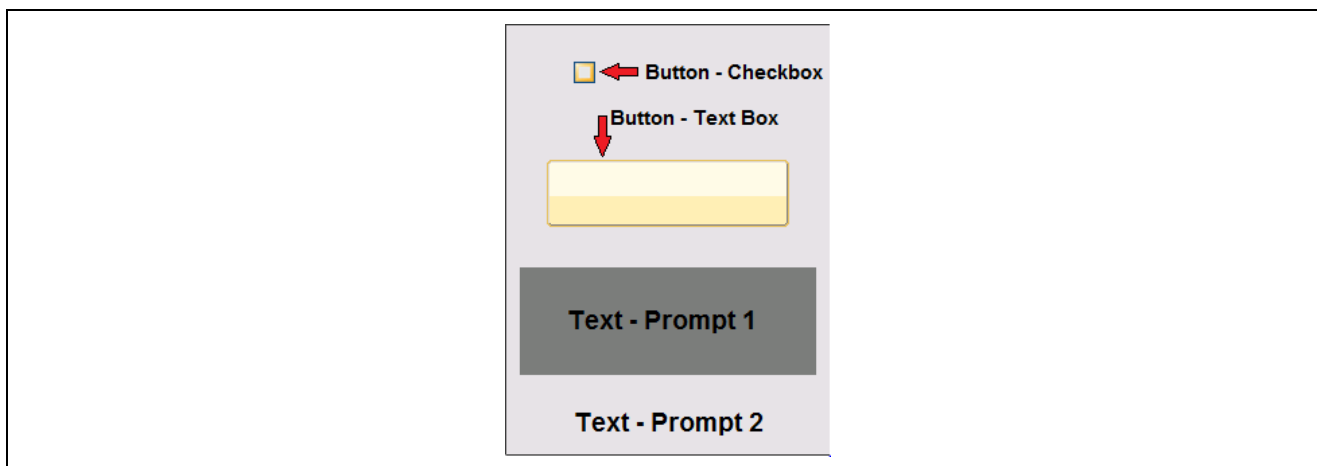 Button - Checkbox
Button - Text Box
Text - Prompt 1
Text - Prompt 2